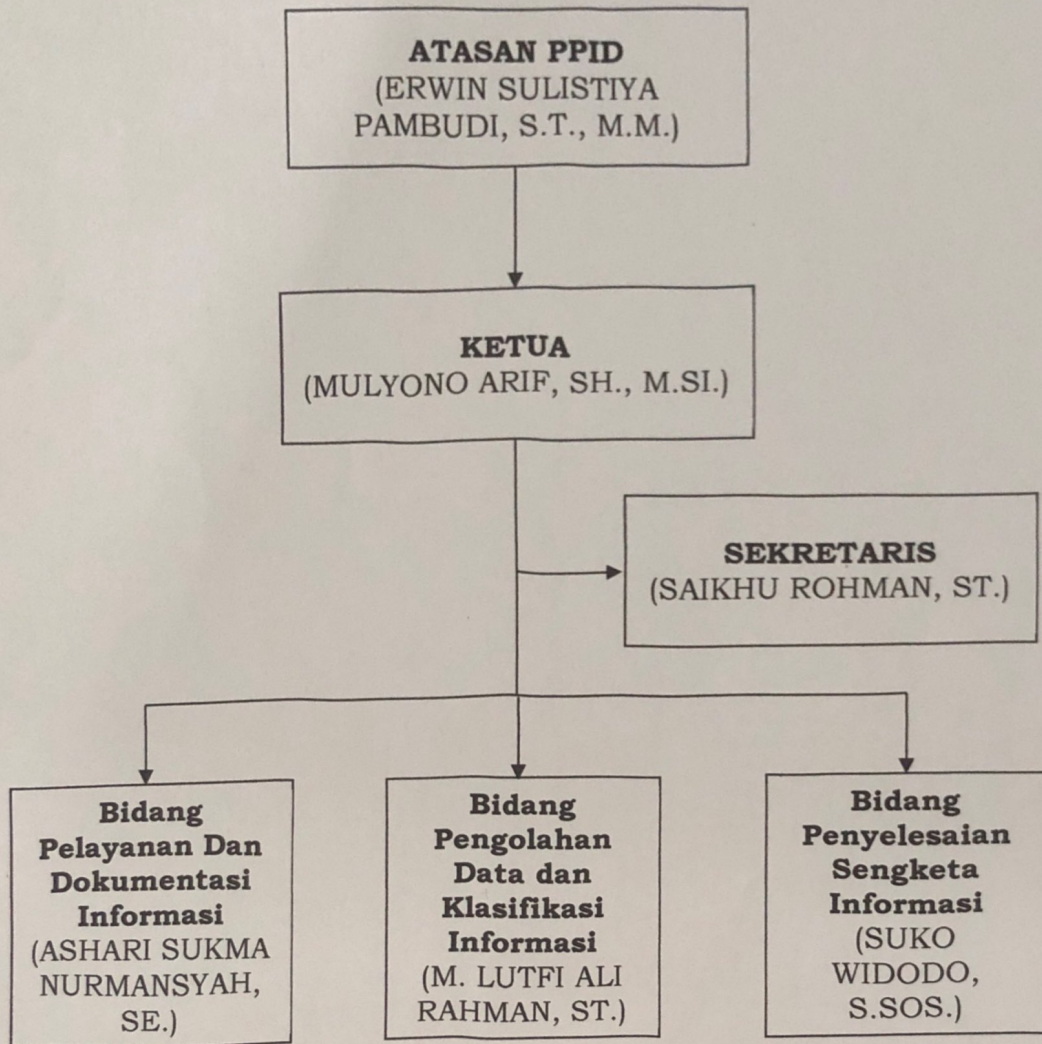 ATASAN PPID
(ERWIN SULISTIYA
PAMBUDI, S.T., M.M.)
KETUA
(MULYONO ARIF, SH., M.SI.)
SEKRETARIS
(SAIKHU ROHMAN, ST.)
Bidang
Pelayanan Dan
Dokumentasi
Informasi
(ASHARI SUKMA
NURMANSYAH,
SE.)
Bidang
Pengolahan
Data dan
Klasifikasi
Informasi
(M. LUTFI ALI
RAHMAN, ST.)
Bidang
Penyelesaian
Sengketa
Informasi
(SUKO
WIDODO,
S.SOS.)